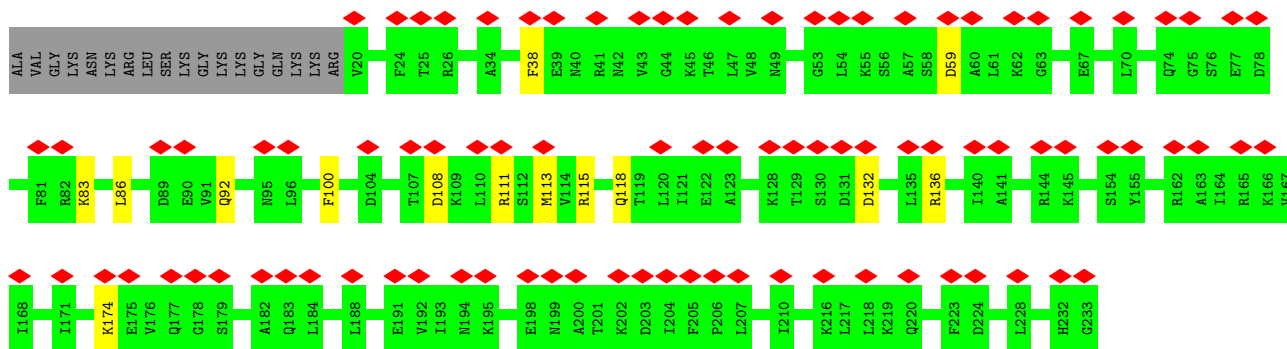 ALA VAL GLY LYS ASN LYS ARG LEU SER LYS GLY LYS LYS GLY GLN LYS LYS ARG V20 F24 T25 R26 A34 F38 E39 N40 R41 N42 V43 G44 K45 T46 L47 V48 N49 G53 L54 K55 S56 A57 S58 D59 A60 L61 K62 G63 E67 L70 Q74 G75 S76 E77 D78
F81 R82 K83 L86 D89 E90 V91 Q92 N95 L96 F100 D104 T107 D108 K109 L110 R111 S112 M113 V114 R115 Q118 T119 L120 I121 E122 A123 K128 T129 S130 D131 D132 L135 R136 I140 A141 R144 K145 S154 Y155 R162 A163 I164 R165 K166 V167
I168 I171 K174 E175 V176 Q177 G178 S179 A182 Q183 L184 L188 E191 V192 I193 N194 K195 E198 N199 A200 T201 K202 D203 I204 F205 P206 L207 I210 K216 L217 L218 K219 Q220 F223 D224 L228 H232 G233